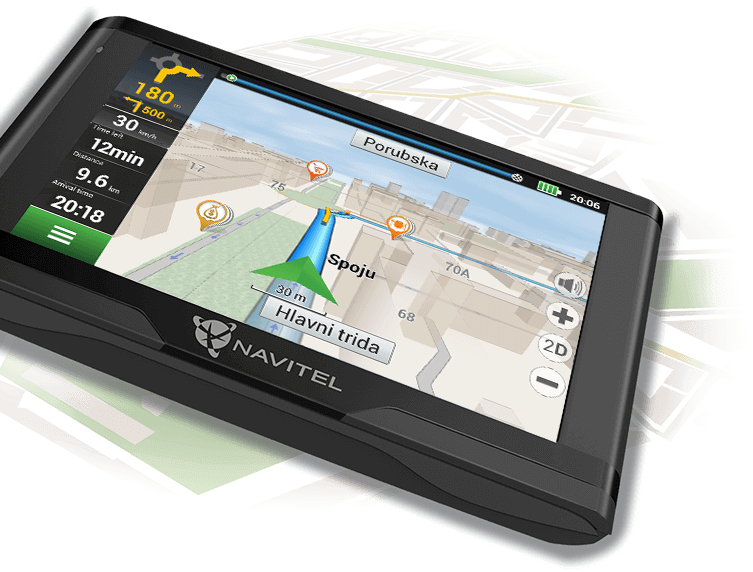 180 m
500 m
30 km/h
Time left
12min
Distance
9.6 km
Arrival time
20:18
Porubska
20:06
17
75
70A
Spoju
68
30 m
Hlavni trida
2D
NAVITEL